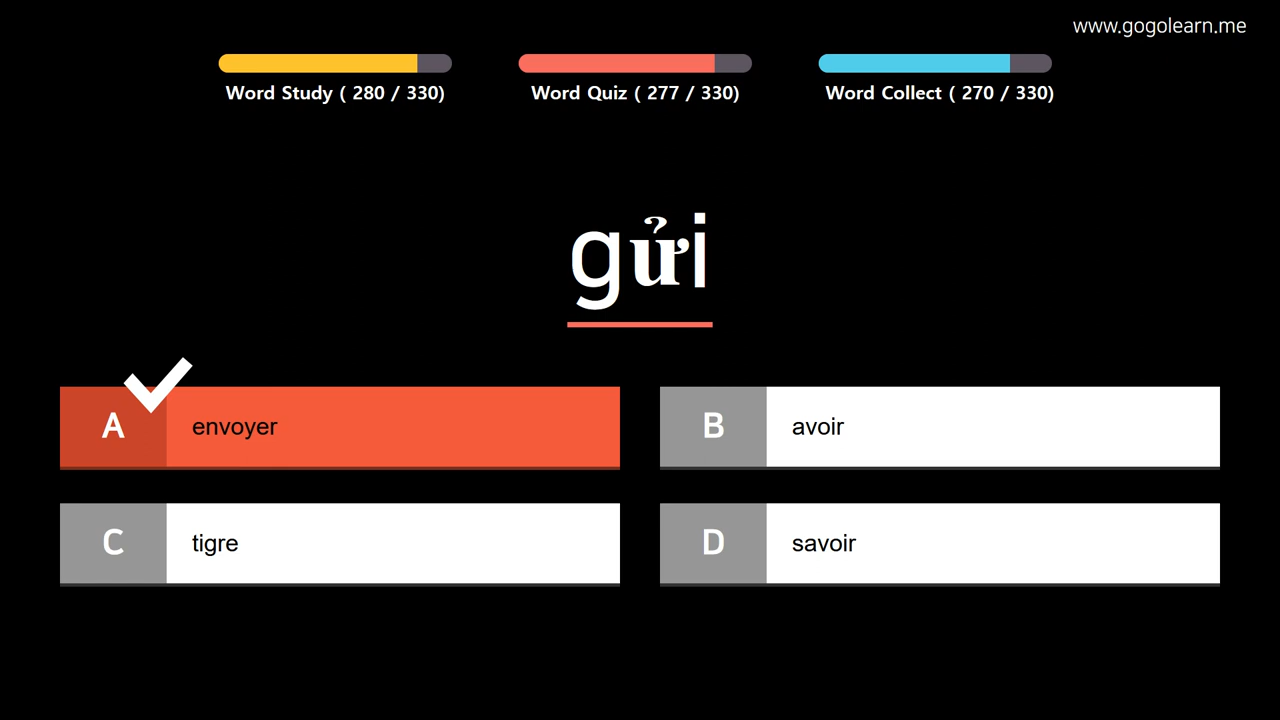 www.gogolearn.me
Word Study ( 280 / 330)
Word Quiz ( 277 / 330)
Word Collect ( 270 / 330)
gửi
A envoyer
B avoir
C tigre
D savoir